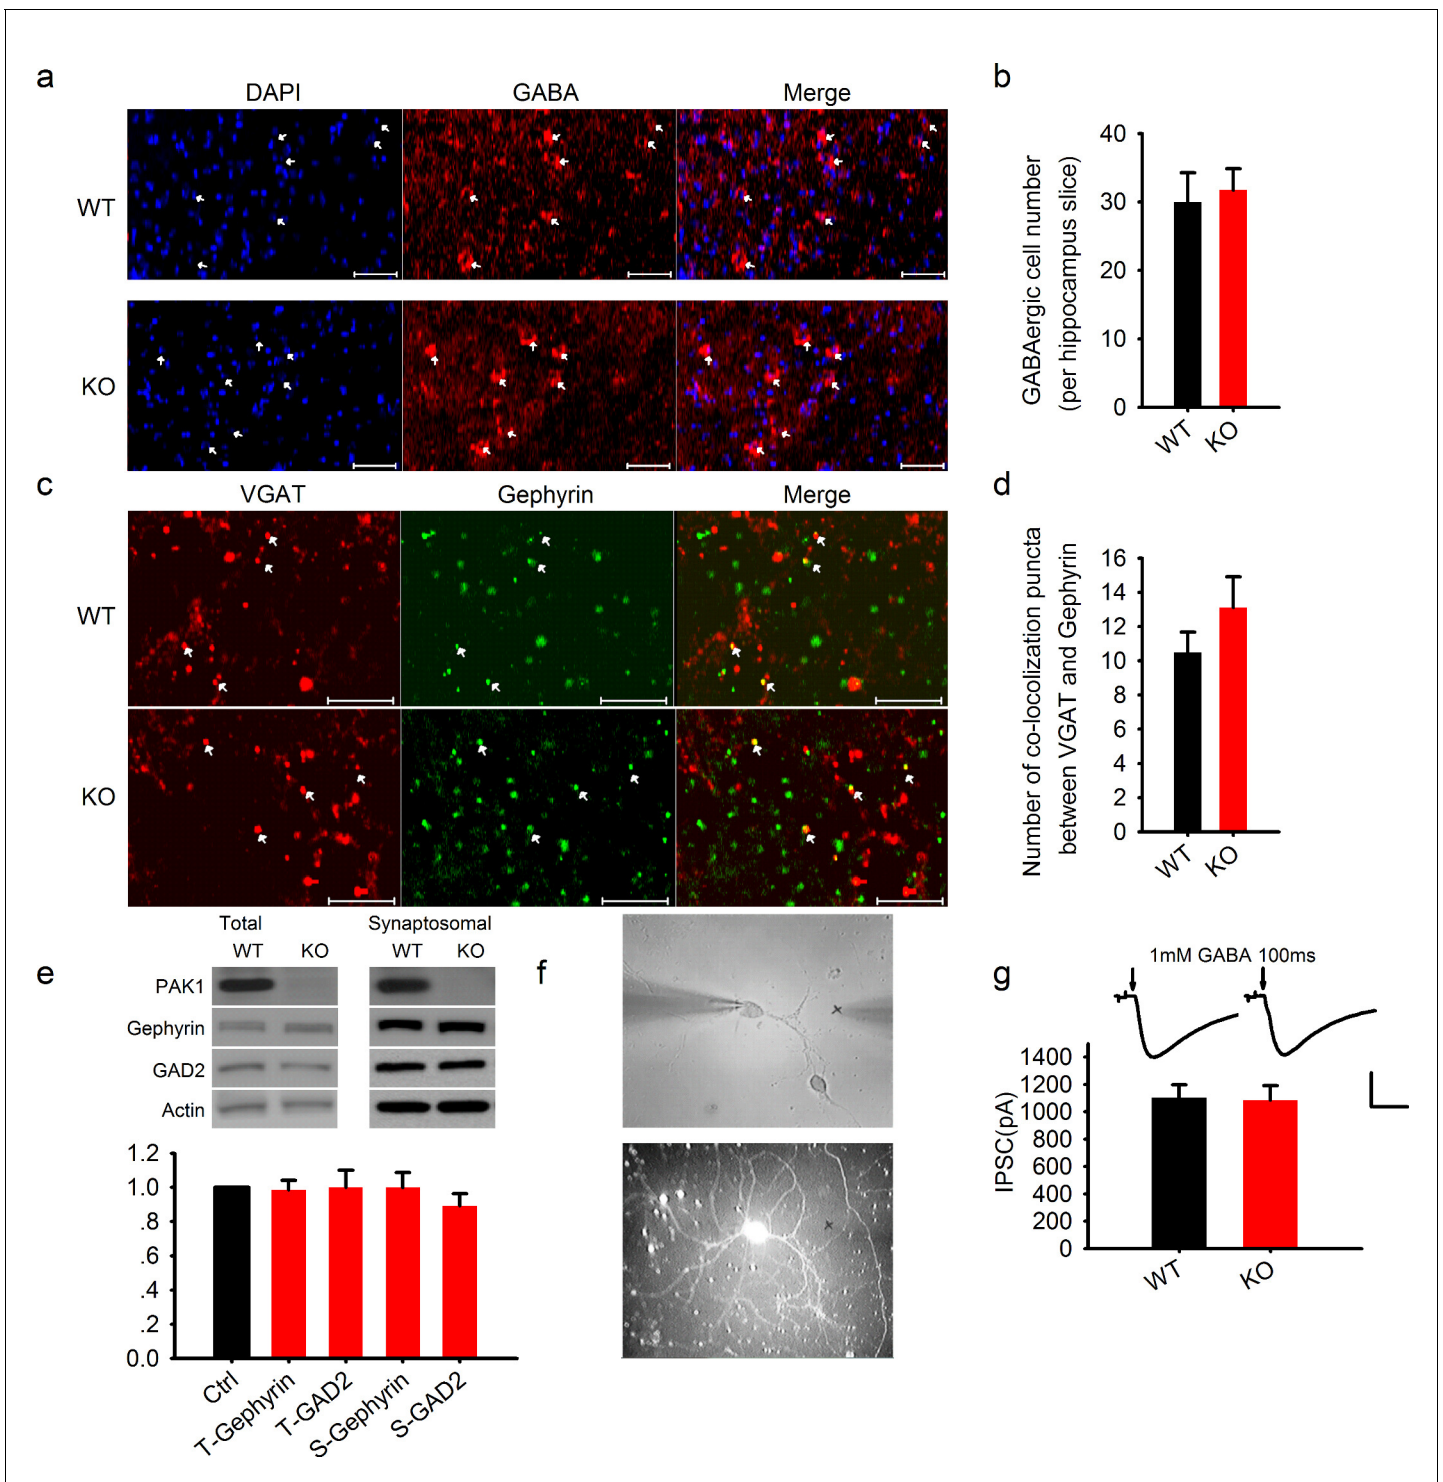 a
DAPI GABA Merge
WT
KO
b
GABAergic cell number
(per hippocampus slice)
40
30
20
10
0
WT KO
c
VGAT Gephyrin Merge
WT
KO
d
Number of co-locolization puncta
between VGAT and Gephyrin
16
14
12
10
8
6
4
2
0
WT KO
e
Total Synaptosomal
WT KO WT KO
PAK1
Gephyrin
GAD2
Actin
1.2
1.0
.8
.6
.4
.2
0.0
Ctrl
T-Gephyrin
T-GAD2
S-Gephyrin
S-GAD2
f
g
1mM GABA 100ms
IPSC(pA)
1400
1200
1000
800
600
400
200
0
WT KO